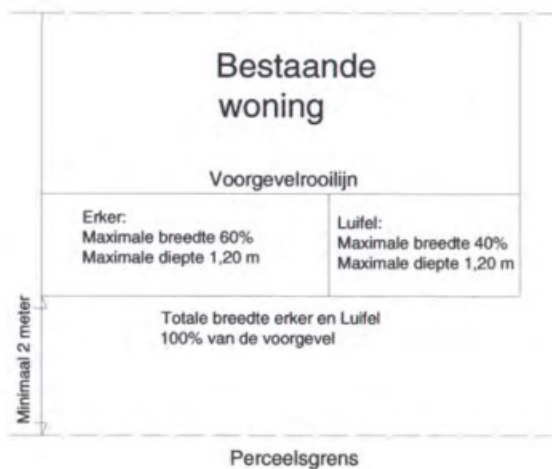 Bestaande
woning
Voorgevelrooilijn
Erker:
Maximale breedte 60%
Maximale diepte 1,20 m
Luifel:
Maximale breedte 40%
Maximale diepte 1,20 m
Totale breedte erker en Luifel
100% van de voorgevel
Minimaal 2 meter
Perceelsgrens